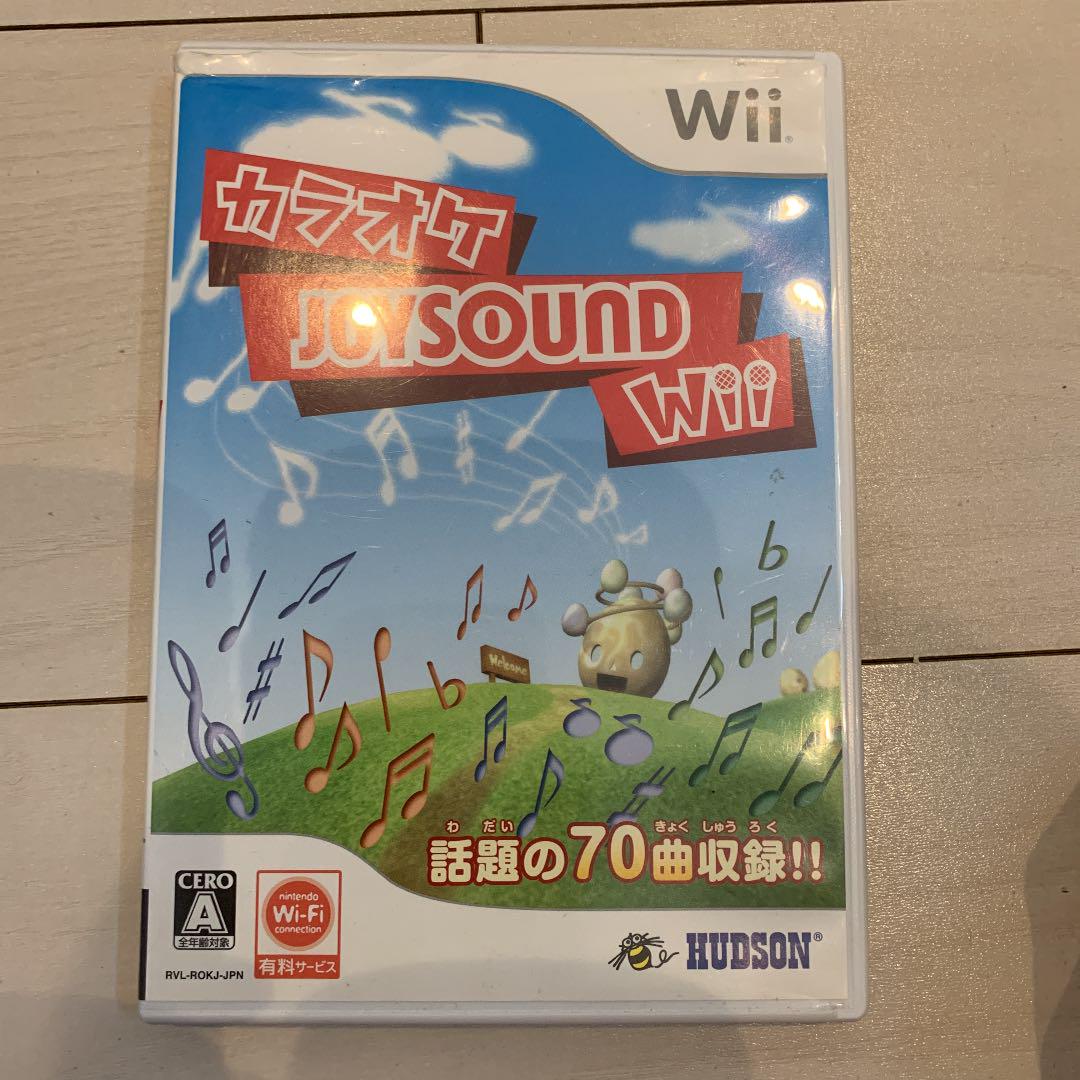 Wii
カラオケ
JOYSOUND
Wii
Welcome
わだい きょくしゅうろく
話題の70曲収録!!
CERO
A
全年齢対象
nintendo
Wi-Fi
connection
有料サービス
RVL-ROKJ-JPN
HUDSON®